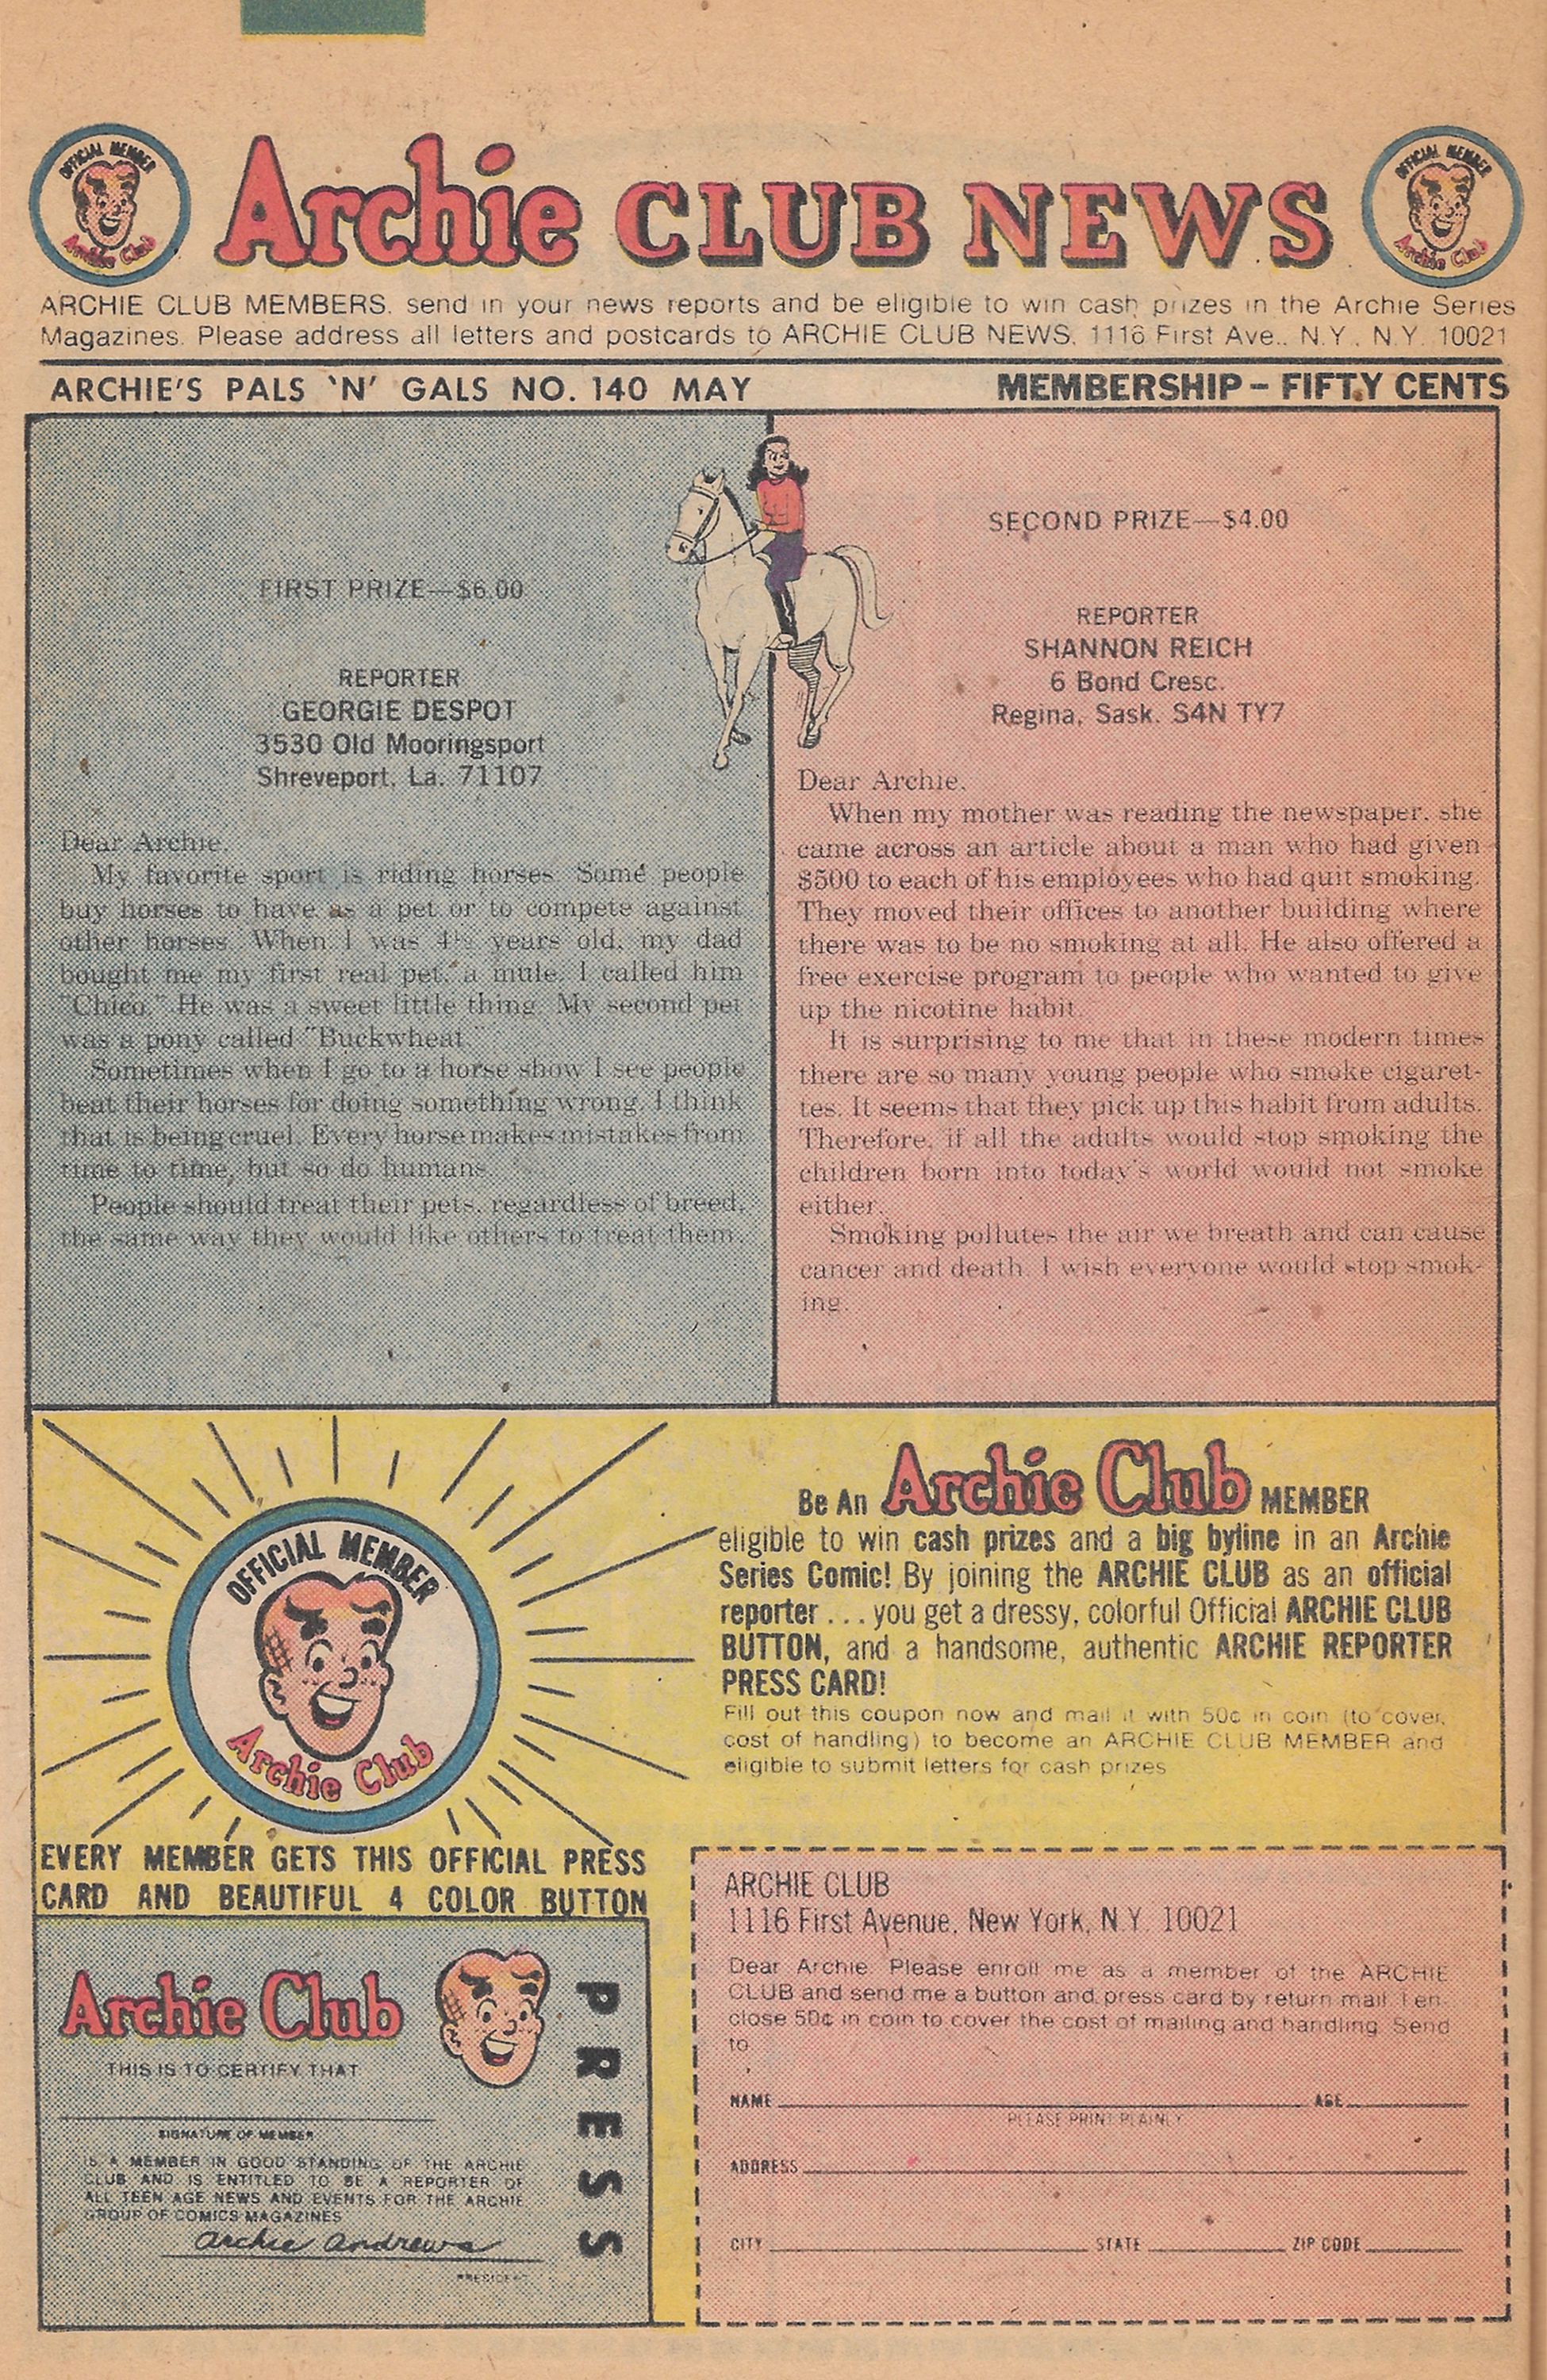 OFFICIAL MEMBER
Archie Club
Archie CLUB NEWS
OFFICIAL MEMBER
Archie Club
ARCHIE CLUB MEMBERS, send in your news reports and be eligible to win cash prizes in the Archie Series
Magazines. Please address all letters and postcards to ARCHIE CLUB NEWS, 1116 First Ave., N.Y., N.Y. 10021
ARCHIE'S PALS 'N' GALS NO. 140 MAY
MEMBERSHIP – FIFTY CENTS
FIRST PRIZE—$6.00
REPORTER
GEORGIE DESPOT
3530 Old Mooringsport
Shreveport, La. 71107
Dear Archie,
My favorite sport is riding horses. Some people
buy horses to have as a pet or to compete against
other horses. When I was 4½ years old, my dad
bought me my first real pet, a mule. I called him
"Chico." He was a sweet little thing. My second pet
was a pony called "Buckwheat."
Sometimes when I go to a horse show I see people
beat their horses for doing something wrong. I think
that is being cruel. Every horse makes mistakes from
time to time, but so do humans.
People should treat their pets, regardless of breed,
the same way they would like others to treat them.
SECOND PRIZE—$4.00
REPORTER
SHANNON REICH
6 Bond Cresc.
Regina, Sask. S4N TY7
Dear Archie,
When my mother was reading the newspaper, she
came across an article about a man who had given
$500 to each of his employees who had quit smoking.
They moved their offices to another building where
there was to be no smoking at all. He also offered a
free exercise program to people who wanted to give
up the nicotine habit.
It is surprising to me that in these modern times
there are so many young people who smoke cigaret-
tes. It seems that they pick up this habit from adults.
Therefore, if all the adults would stop smoking the
children born into today's world would not smoke
either.
Smoking pollutes the air we breath and can cause
cancer and death. I wish everyone would stop smok-
ing.
OFFICIAL MEMBER
Archie Club
EVERY MEMBER GETS THIS OFFICIAL PRESS
CARD AND BEAUTIFUL 4 COLOR BUTTON
Be An Archie Club MEMBER
eligible to win cash prizes and a big byline in an Archie
Series Comic! By joining the ARCHIE CLUB as an official
reporter . . . you get a dressy, colorful Official ARCHIE CLUB
BUTTON, and a handsome, authentic ARCHIE REPORTER
PRESS CARD!
Fill out this coupon now and mail it with 50¢ in coin (to cover
cost of handling) to become an ARCHIE CLUB MEMBER and
eligible to submit letters for cash prizes
Archie Club
PRESS
THIS IS TO CERTIFY THAT
SIGNATURE OF MEMBER
IS A MEMBER IN GOOD STANDING OF THE ARCHIE
CLUB AND IS ENTITLED TO BE A REPORTER OF
ALL TEEN AGE NEWS AND EVENTS FOR THE ARCHIE
GROUP OF COMICS MAGAZINES
Archie Andrews
PRESIDENT
ARCHIE CLUB
1116 First Avenue, New York, N.Y. 10021
Dear Archie: Please enroll me as a member of the ARCHIE
CLUB and send me a button and press card by return mail. I en-
close 50¢ in coin to cover the cost of mailing and handling. Send
to
NAME AGE
PLEASE PRINT PLAINLY
ADDRESS
CITY STATE ZIP CODE